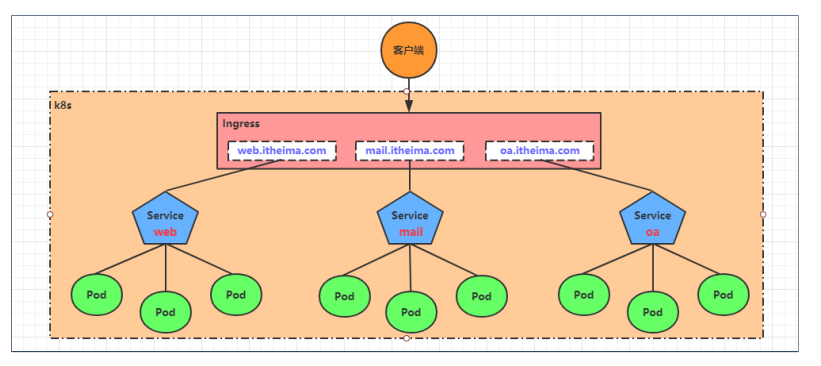 客户端
k8s
Ingress
web.itheima.com
mail.itheima.com
oa.itheima.com
Service
web
Service
mail
Service
oa
Pod
Pod
Pod
Pod
Pod
Pod
Pod
Pod
Pod